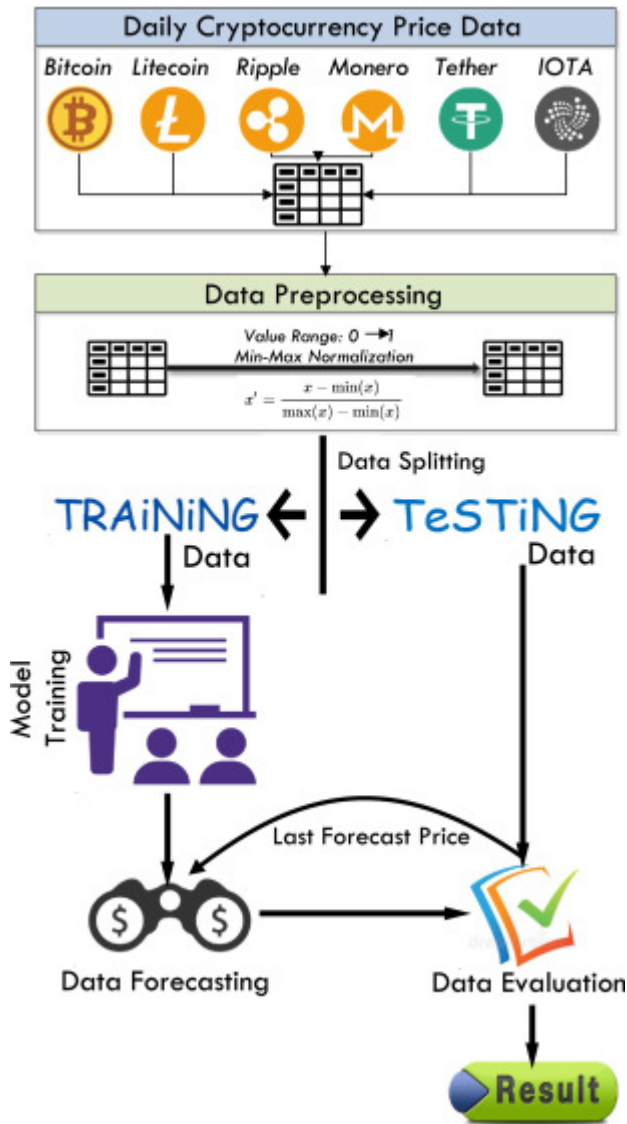 Daily Cryptocurrency Price Data
Bitcoin Litecoin Ripple Monero Tether IOTA
Data Preprocessing
Value Range: 0 → 1
Min-Max Normalization
x′ = (x − min(x)) / (max(x) − min(x))
Data Splitting
TRAiNiNG TeSTiNG
Data Data
Model
Training
Last Forecast Price
$ $
Data Forecasting Data Evaluation
Result